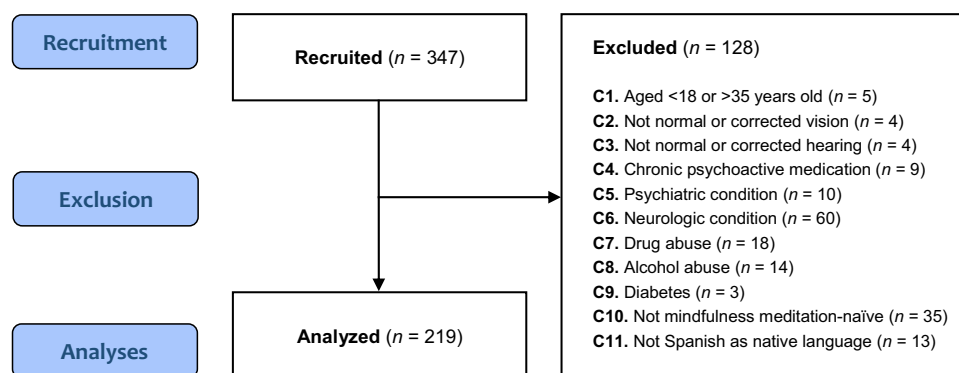 Recruitment
Recruited (n = 347)
Excluded (n = 128)
C1. Aged <18 or >35 years old (n = 5)
C2. Not normal or corrected vision (n = 4)
C3. Not normal or corrected hearing (n = 4)
C4. Chronic psychoactive medication (n = 9)
C5. Psychiatric condition (n = 10)
C6. Neurologic condition (n = 60)
C7. Drug abuse (n = 18)
C8. Alcohol abuse (n = 14)
C9. Diabetes (n = 3)
C10. Not mindfulness meditation-naïve (n = 35)
C11. Not Spanish as native language (n = 13)
Exclusion
Analyses
Analyzed (n = 219)